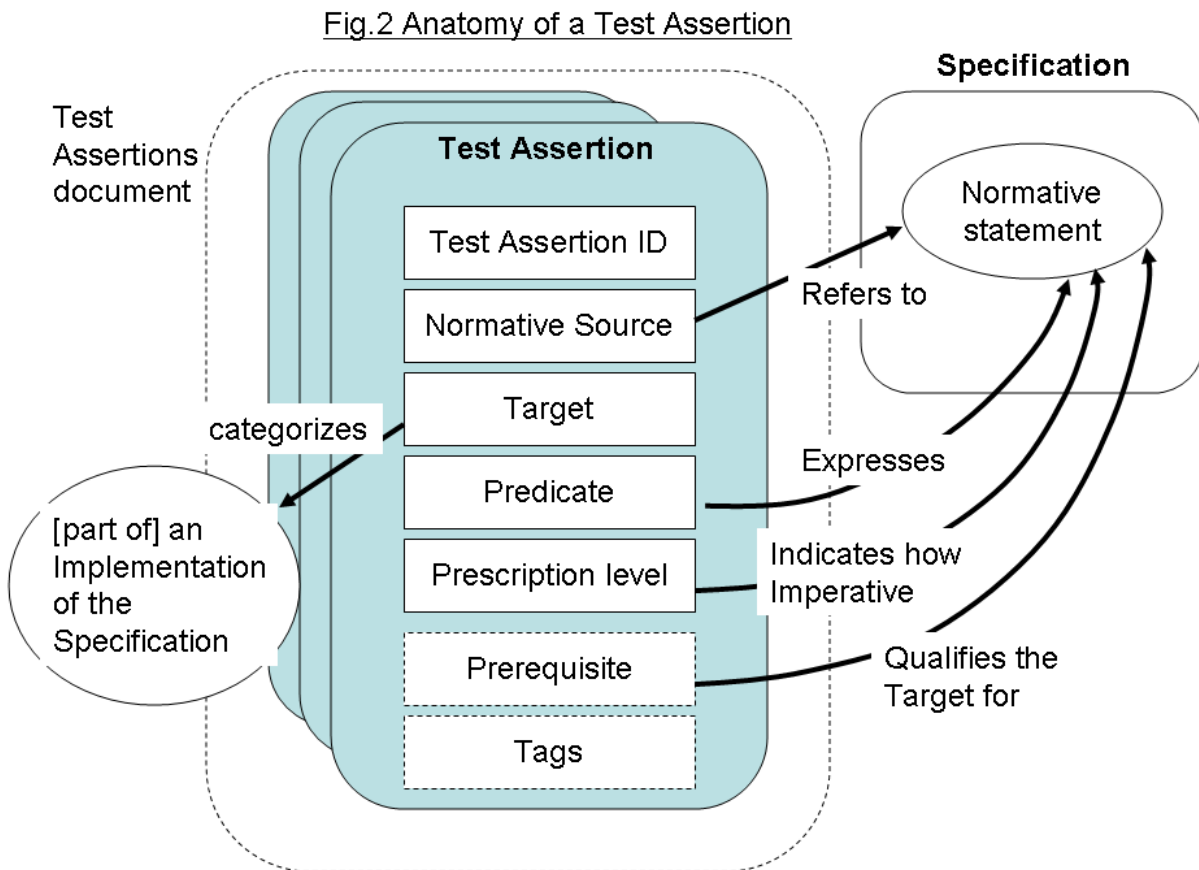 Fig.2 Anatomy of a Test Assertion
Test
Assertions
document
Test Assertion
Test Assertion ID
Normative Source
Target
Predicate
Prescription level
Prerequisite
Tags
Specification
Normative
statement
Refers to
categorizes
[part of] an
Implementation
of the
Specification
Expresses
Indicates how
Imperative
Qualifies the
Target for